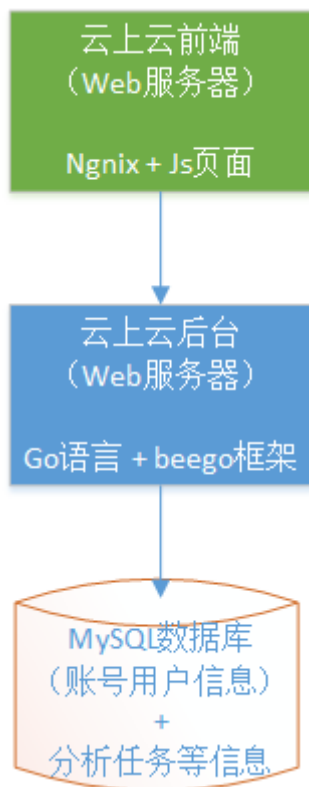 云上云前端
（Web服务器）
Ngnix + Js页面
云上云后台
（Web服务器）
Go语言 + beego框架
MySQL数据库
（账号用户信息）
+
分析任务等信息